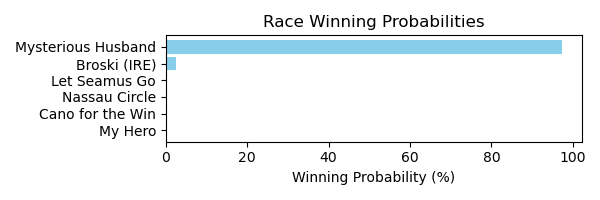 Race Winning Probabilities
Mysterious Husband
Broski (IRE)
Let Seamus Go
Nassau Circle
Cano for the Win
My Hero
0 20 40 60 80 100
Winning Probability (%)